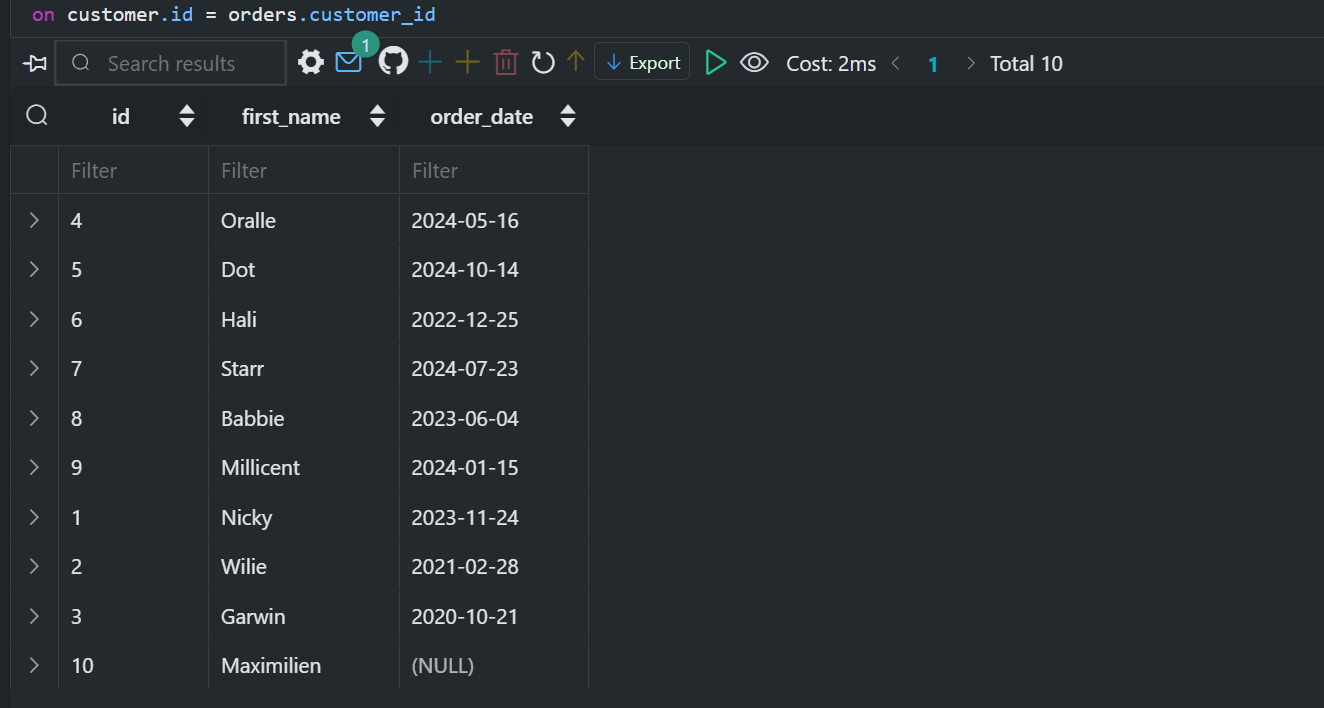 on customer.id = orders.customer_id
Search results 1 Export Cost: 2ms 1 Total 10
id first_name order_date
Filter Filter Filter
4 Oralle 2024-05-16
5 Dot 2024-10-14
6 Hali 2022-12-25
7 Starr 2024-07-23
8 Babbie 2023-06-04
9 Millicent 2024-01-15
1 Nicky 2023-11-24
2 Wilie 2021-02-28
3 Garwin 2020-10-21
10 Maximilien (NULL)